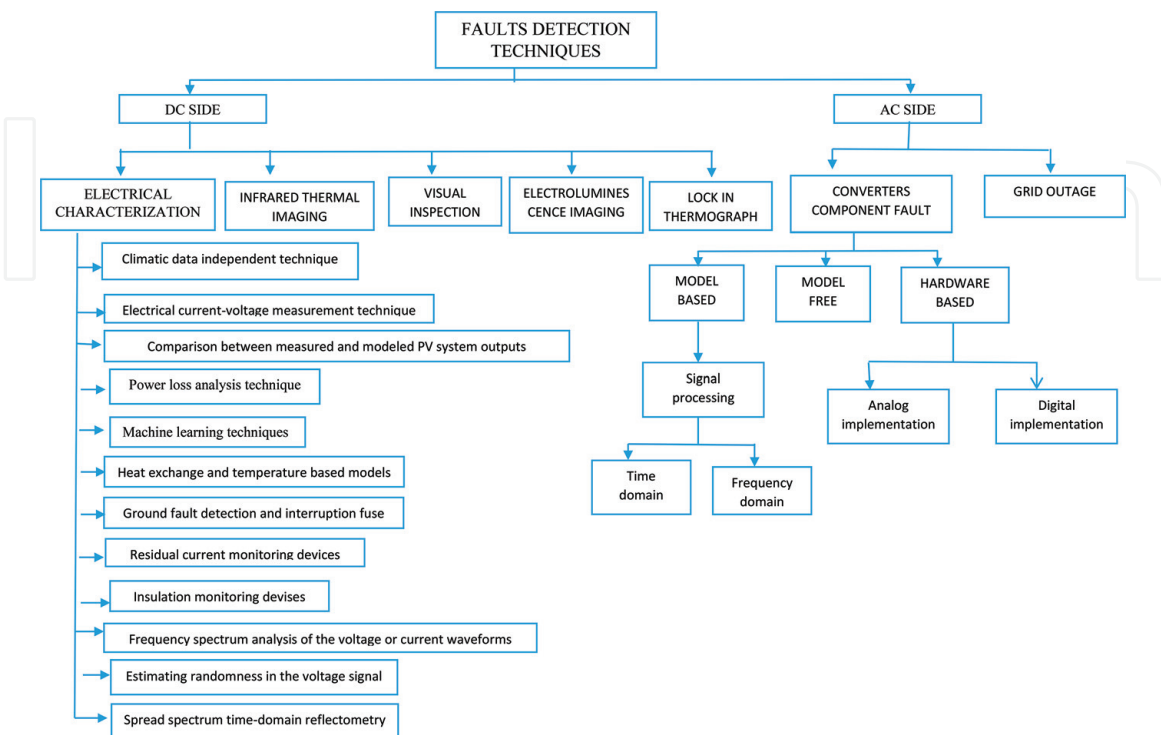 FAULTS DETECTION
TECHNIQUES
DC SIDE
AC SIDE
ELECTRICAL
CHARACTERIZATION
INFRARED THERMAL
IMAGING
VISUAL
INSPECTION
ELECTROLUMINES
CENCE IMAGING
LOCK IN
THERMOGRAPH
CONVERTERS
COMPONENT FAULT
GRID OUTAGE
Climatic data independent technique
Electrical current-voltage measurement technique
Comparison between measured and modeled PV system outputs
Power loss analysis technique
Machine learning techniques
Heat exchange and temperature based models
Ground fault detection and interruption fuse
Residual current monitoring devices
Insulation monitoring devises
Frequency spectrum analysis of the voltage or current waveforms
Estimating randomness in the voltage signal
Spread spectrum time-domain reflectometry
MODEL
BASED
MODEL
FREE
HARDWARE
BASED
Signal
processing
Analog
implementation
Digital
implementation
Time
domain
Frequency
domain